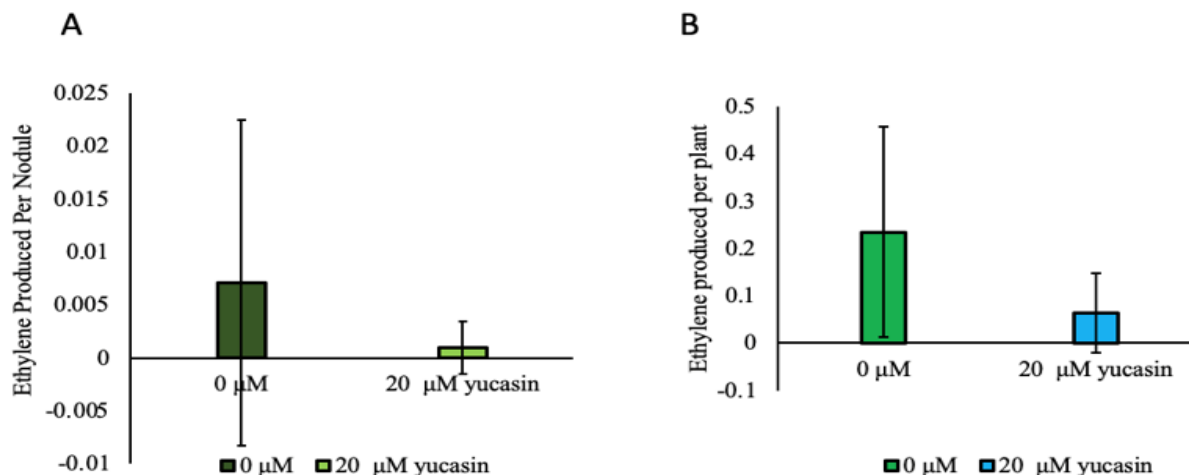 A
Ethylene Produced Per Nodule
0.025
0.02
0.015
0.01
0.005
0
-0.005
-0.01
0 μM
20 μM yucasin
0 μM 20 μM yucasin
B
Ethylene produced per plant
0.5
0.4
0.3
0.2
0.1
0
-0.1
0 μM
20 μM yucasin
0 μM 20 μM yucasin